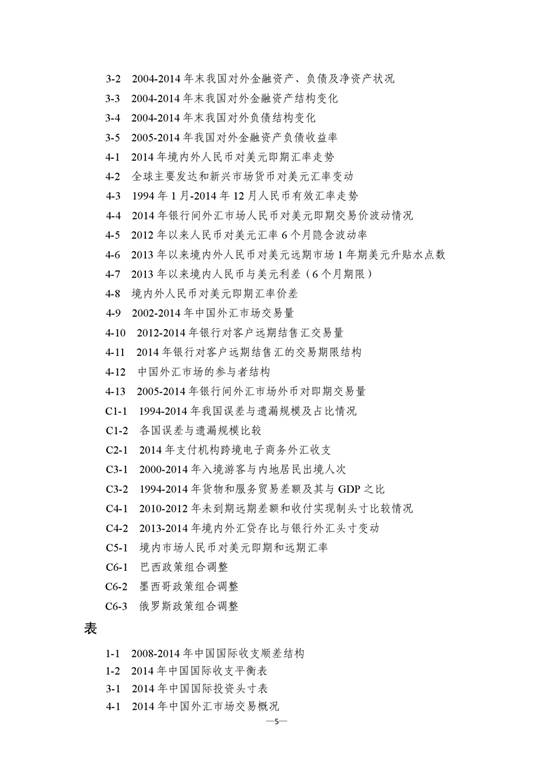 3-2 2004-2014 年末我国对外金融资产、负债及净资产状况
3-3 2004-2014 年末我国对外金融资产结构变化
3-4 2004-2014 年末我国对外负债结构变化
3-5 2005-2014 年我国对外金融资产负债收益率
4-1 2014 年境内外人民币对美元即期汇率走势
4-2 全球主要发达和新兴市场货币对美元汇率变动
4-3 1994 年 1 月-2014 年 12 月人民币有效汇率走势
4-4 2014 年银行间外汇市场人民币对美元即期交易价波动情况
4-5 2012 年以来人民币对美元汇率 6 个月隐含波动率
4-6 2013 年以来境内外人民币对美元远期市场 1 年期美元升贴水点数
4-7 2013 年以来境内人民币与美元利差（6 个月期限）
4-8 境内外人民币对美元即期汇率价差
4-9 2002-2014 年中国外汇市场交易量
4-10 2012-2014 年银行对客户远期结售汇交易量
4-11 2014 年银行对客户远期结售汇的交易期限结构
4-12 中国外汇市场的参与者结构
4-13 2005-2014 年银行间外汇市场外币对即期交易量
C1-1 1994-2014 年我国误差与遗漏规模及占比情况
C1-2 各国误差与遗漏规模比较
C2-1 2014 年支付机构跨境电子商务外汇收支
C3-1 2000-2014 年入境游客与内地居民出境人次
C3-2 1994-2014 年货物和服务贸易差额及其与 GDP 之比
C4-1 2010-2012 年未到期远期差额和收付实现制头寸比较情况
C4-2 2013-2014 年境内外汇贷存比与银行外汇头寸变动
C5-1 境内市场人民币对美元即期和远期汇率
C6-1 巴西政策组合调整
C6-2 墨西哥政策组合调整
C6-3 俄罗斯政策组合调整
表
1-1 2008-2014 年中国国际收支顺差结构
1-2 2014 年中国国际收支平衡表
3-1 2014 年中国国际投资头寸表
4-1 2014 年中国外汇市场交易概况
—5—